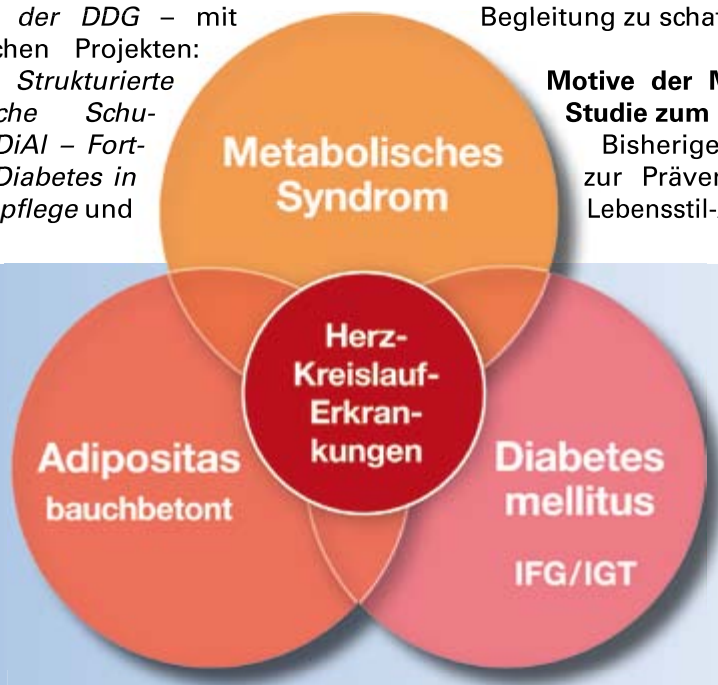 der DDG – mit
chen Projekten:
Strukturierte
che Schu-
DiAl – Fort-
Diabetes in
pflege und
Begleitung zu schaf
Motive der M
Studie zum
Bisherige
zur Präven
Lebensstil-
Metabolisches
Syndrom
Herz-
Kreislauf-
Erkran-
kungen
Adipositas
bauchbetont
Diabetes
mellitus
IFG/IGT